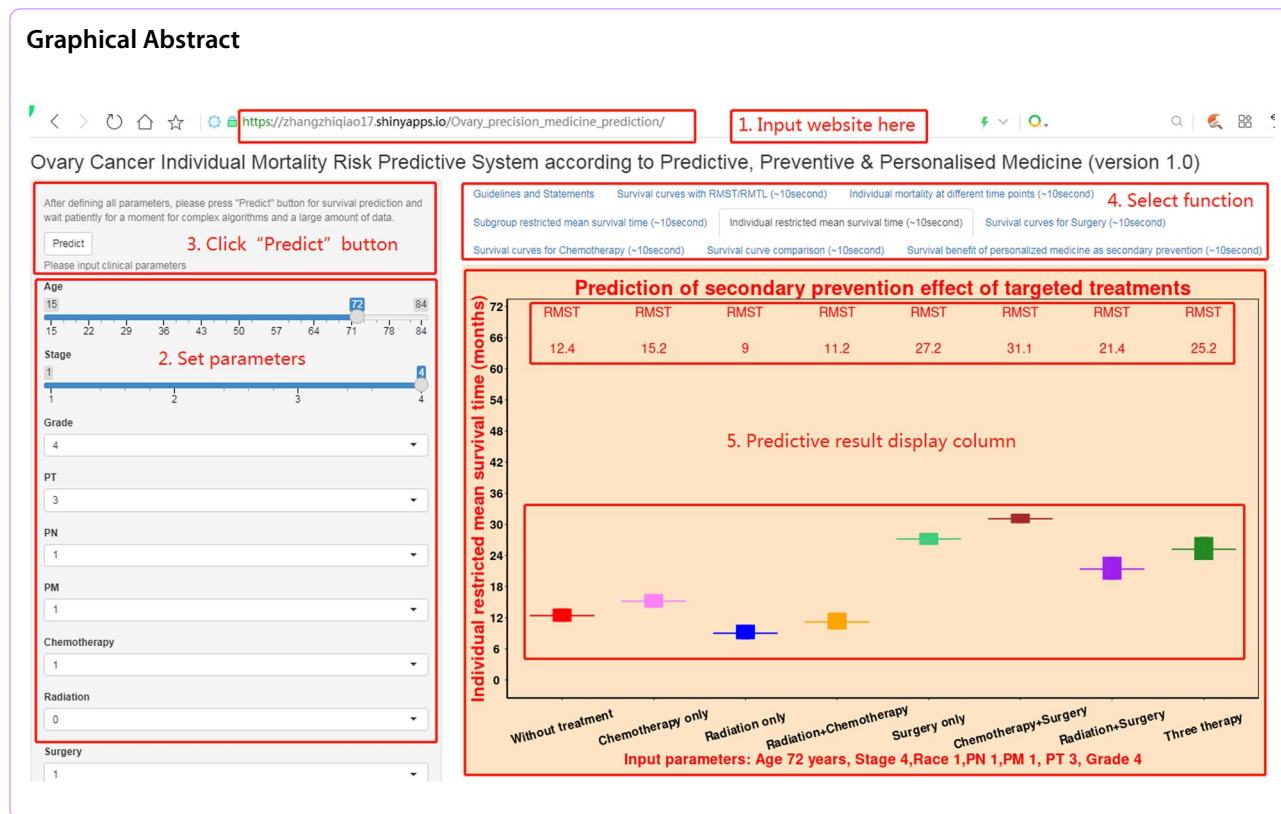 Graphical Abstract
https://zhangzhiqiao17.shinyapps.io/Ovary_precision_medicine_prediction/
1. Input website here
Ovary Cancer Individual Mortality Risk Predictive System according to Predictive, Preventive & Personalised Medicine (version 1.0)
After defining all parameters, please press "Predict" button for survival prediction and
wait patiently for a moment for complex algorithms and a large amount of data.
Predict
3. Click “Predict” button
Please input clinical parameters
Age
15 72 84
15 22 29 36 43 50 57 64 71 78 84
Stage
2. Set parameters
1 4
1 2 3 4
Grade
4
PT
3
PN
1
PM
1
Chemotherapy
1
Radiation
0
Surgery
1
Guidelines and Statements Survival curves with RMST/RMTL (~10second) Individual mortality at different time points (~10second)
4. Select function
Subgroup restricted mean survival time (~10second) Individual restricted mean survival time (~10second) Survival curves for Surgery (~10second)
Survival curves for Chemotherapy (~10second) Survival curve comparison (~10second) Survival benefit of personalized medicine as secondary prevention (~10second)
Prediction of secondary prevention effect of targeted treatments
Individual restricted mean survival time (months)
72
66
60
54
48
42
36
30
24
18
12
6
0
RMST RMST RMST RMST RMST RMST RMST RMST
12.4 15.2 9 11.2 27.2 31.1 21.4 25.2
5. Predictive result display column
Without treatment Chemotherapy only Radiation only Radiation+Chemotherapy Surgery only Chemotherapy+Surgery Radiation+Surgery Three therapy
Input parameters: Age 72 years, Stage 4,Race 1,PN 1,PM 1, PT 3, Grade 4